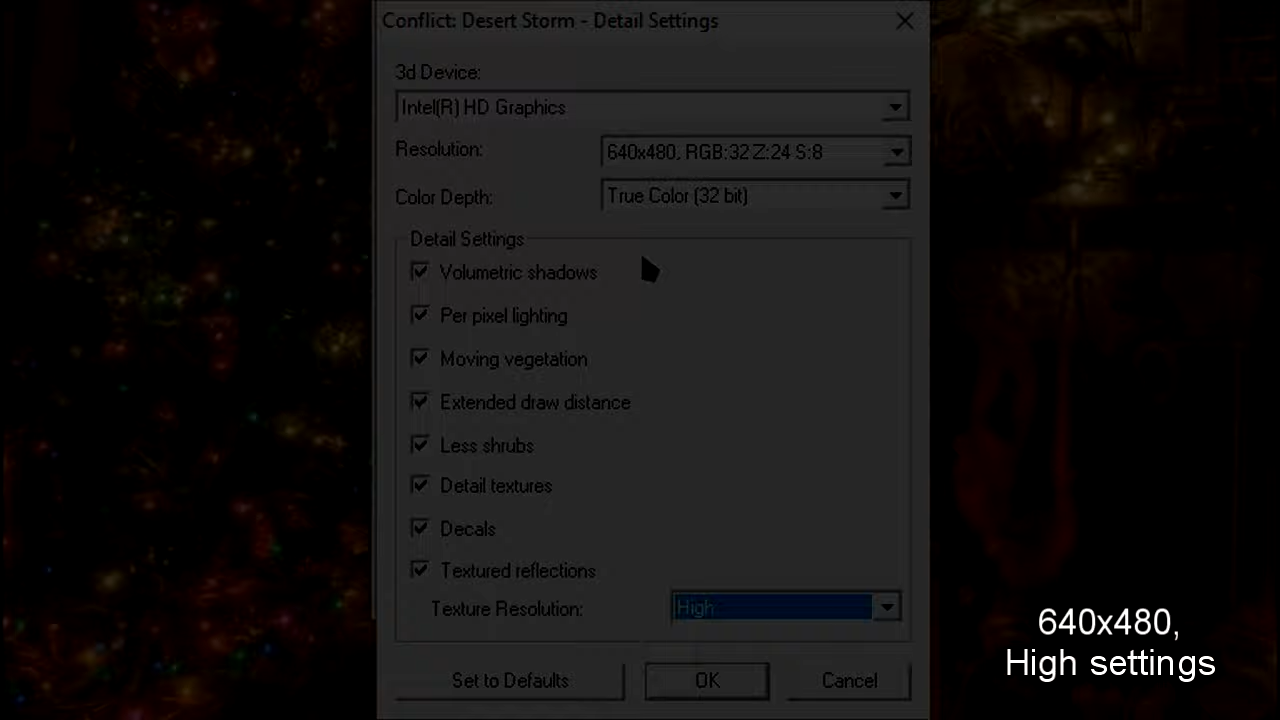 Conflict: Desert Storm - Detail Settings
3d Device:
Intel(R) HD Graphics
Resolution:
640x480, RGB:32 Z:24 S:8
Color Depth:
True Color (32 bit)
Detail Settings
Volumetric shadows
Per pixel lighting
Moving vegetation
Extended draw distance
Less shrubs
Detail textures
Decals
Textured reflections
Texture Resolution:
High
Set to Defaults
OK
Cancel
640x480,
High settings